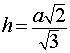 h = a√2 / √3